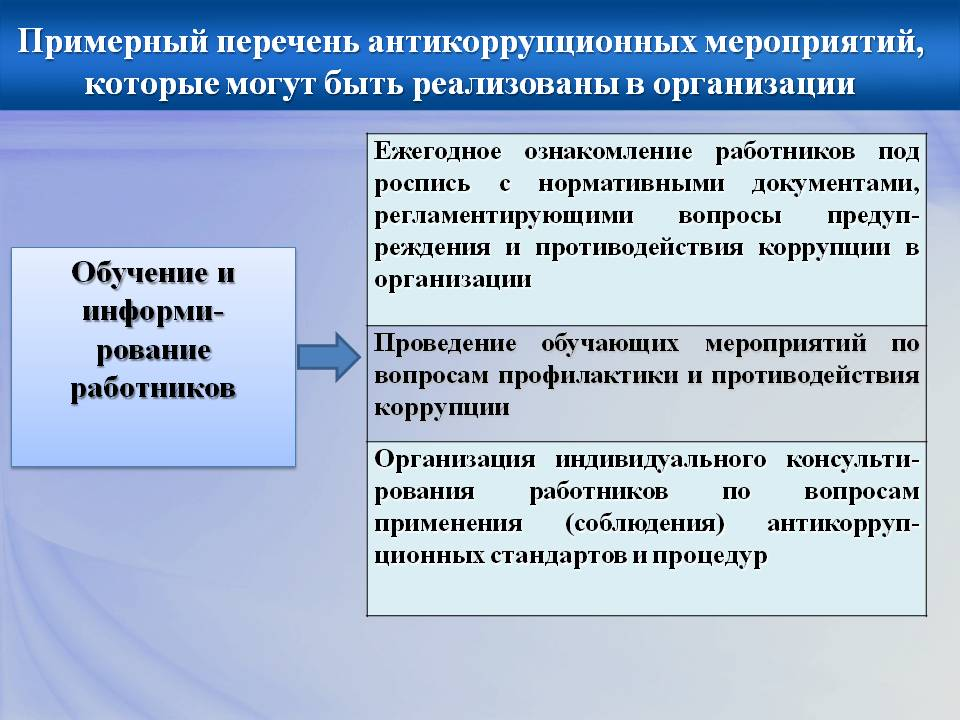 Примерный перечень антикоррупционных мероприятий,
которые могут быть реализованы в организации
Обучение и
информи-
рование
работников
Ежегодное ознакомление работников под
роспись с нормативными документами,
регламентирующими вопросы предуп-
реждения и противодействия коррупции в
организации
Проведение обучающих мероприятий по
вопросам профилактики и противодействия
коррупции
Организация индивидуального консульти-
рования работников по вопросам
применения (соблюдения) антикорруп-
ционных стандартов и процедур